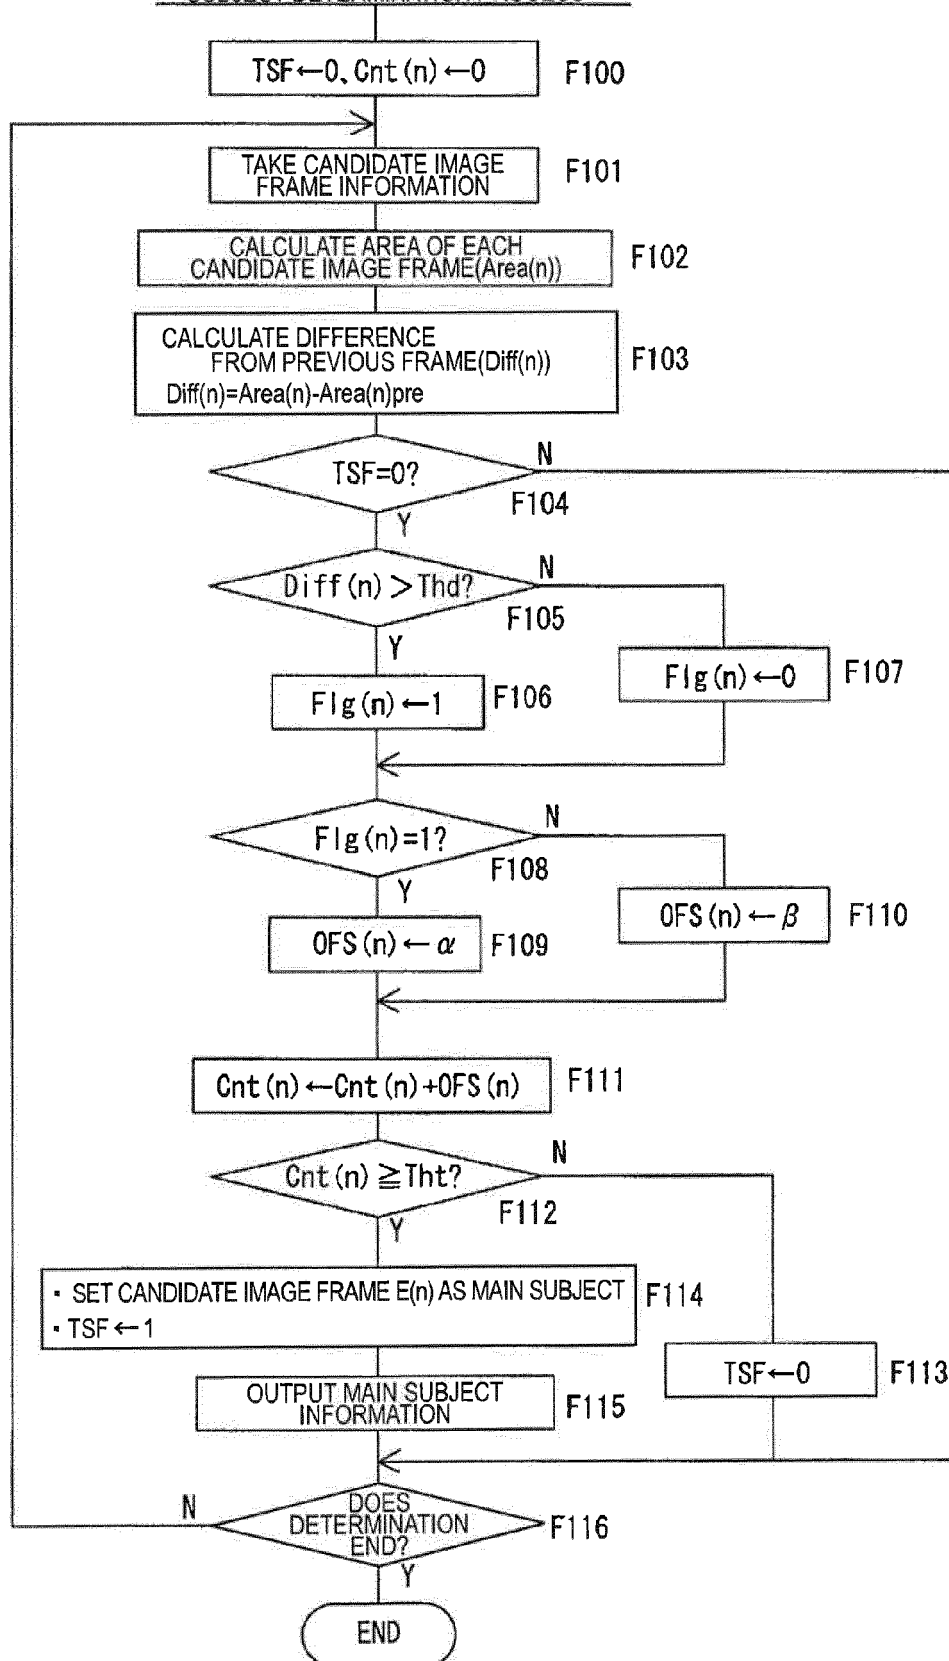 TSF←0、Cnt(n)←0
F100
TAKE CANDIDATE IMAGE
FRAME INFORMATION
F101
CALCULATE AREA OF EACH
CANDIDATE IMAGE FRAME(Area(n))
F102
CALCULATE DIFFERENCE
FROM PREVIOUS FRAME(Diff(n))
Diff(n)=Area(n)-Area(n)pre
F103
TSF=0?
N
F104
Y
Diff(n)>Thd?
N
F105
Y
Flg(n)←1
F106
Flg(n)←0
F107
Flg(n)=1?
N
F108
Y
OFS(n)←α
F109
OFS(n)←β
F110
Cnt(n)←Cnt(n)+OFS(n)
F111
Cnt(n)≧Tht?
N
F112
Y
・SET CANDIDATE IMAGE FRAME E(n) AS MAIN SUBJECT
・TSF←1
F114
TSF←0
F113
OUTPUT MAIN SUBJECT
INFORMATION
F115
DOES
DETERMINATION
END?
N
F116
Y
END